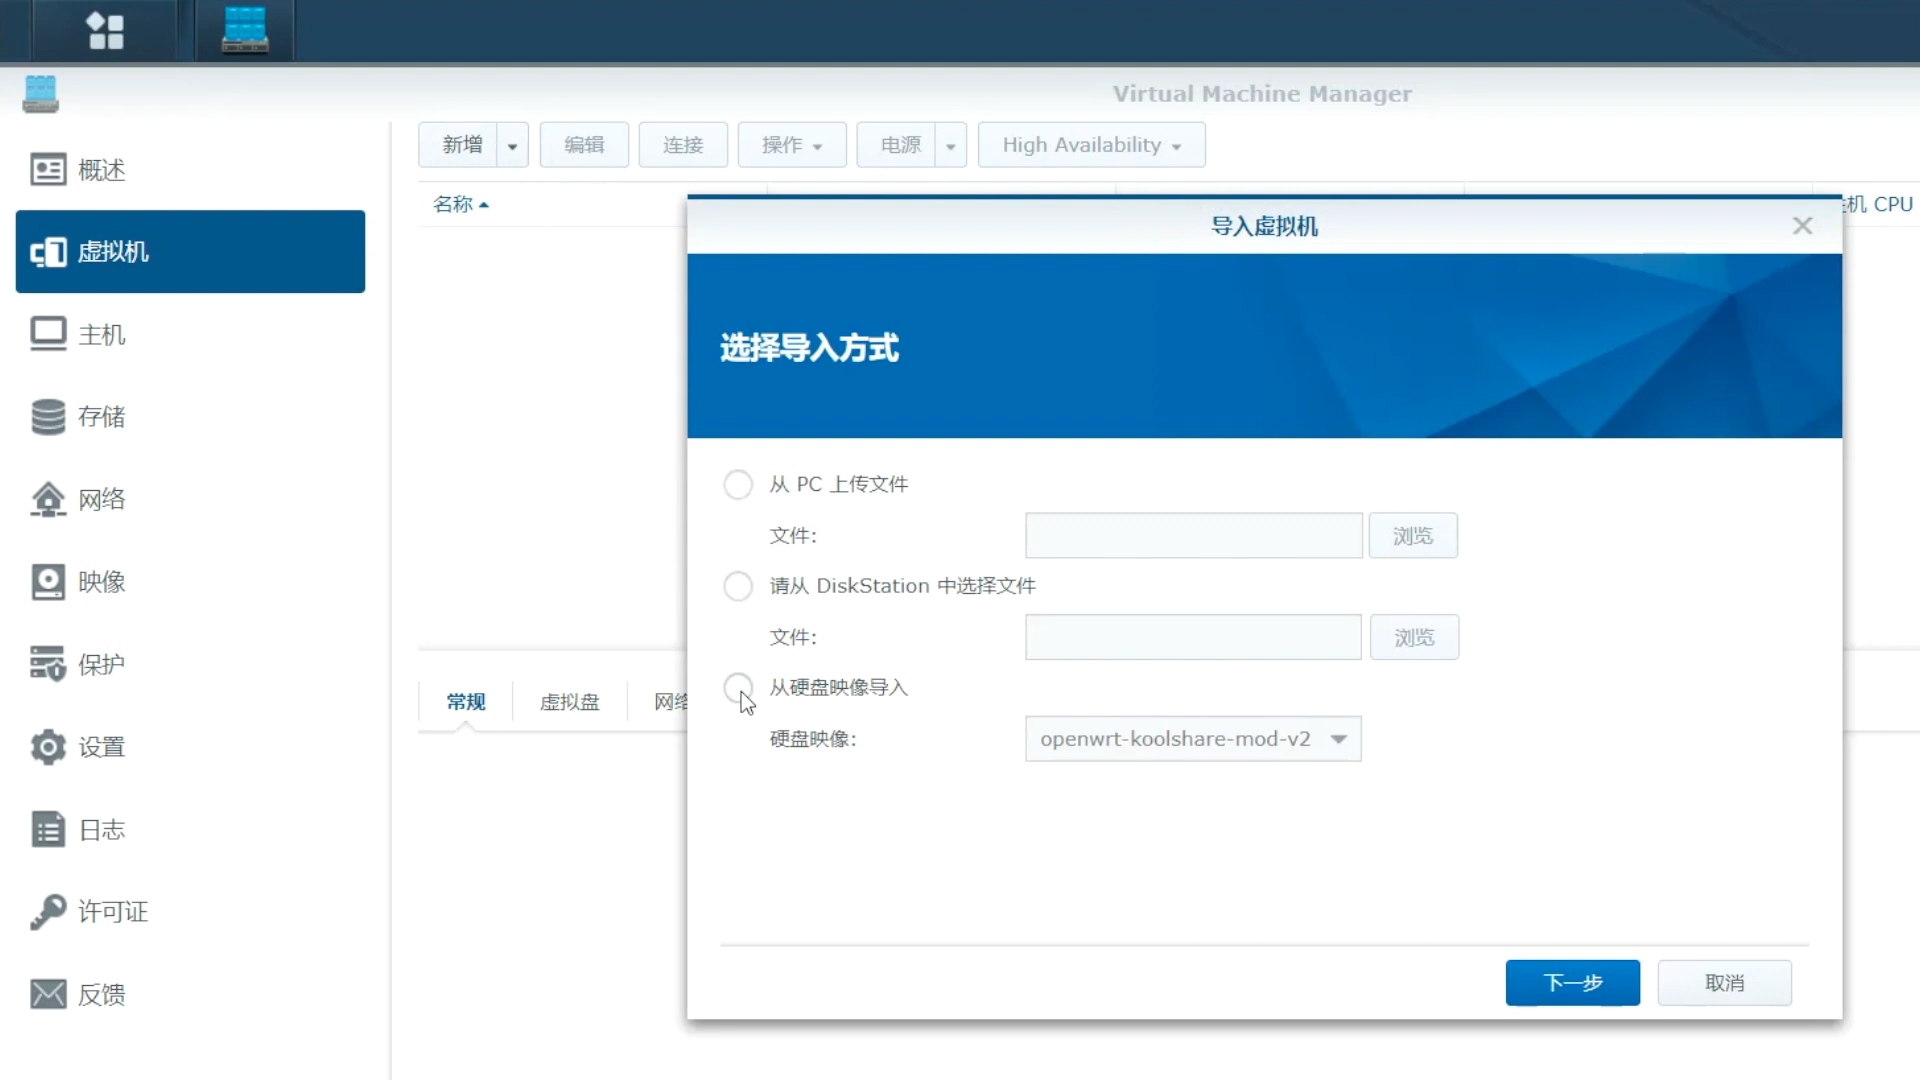 Virtual Machine Manager
概述
虚拟机
主机
存储
网络
映像
保护
设置
日志
许可证
反馈
新增 编辑 连接 操作 电源 High Availability
名称 机 CPU
常规 虚拟盘 网络
导入虚拟机
选择导入方式
从 PC 上传文件
文件: 浏览
请从 DiskStation 中选择文件
文件: 浏览
从硬盘映像导入
硬盘映像: openwrt-koolshare-mod-v2
下一步 取消